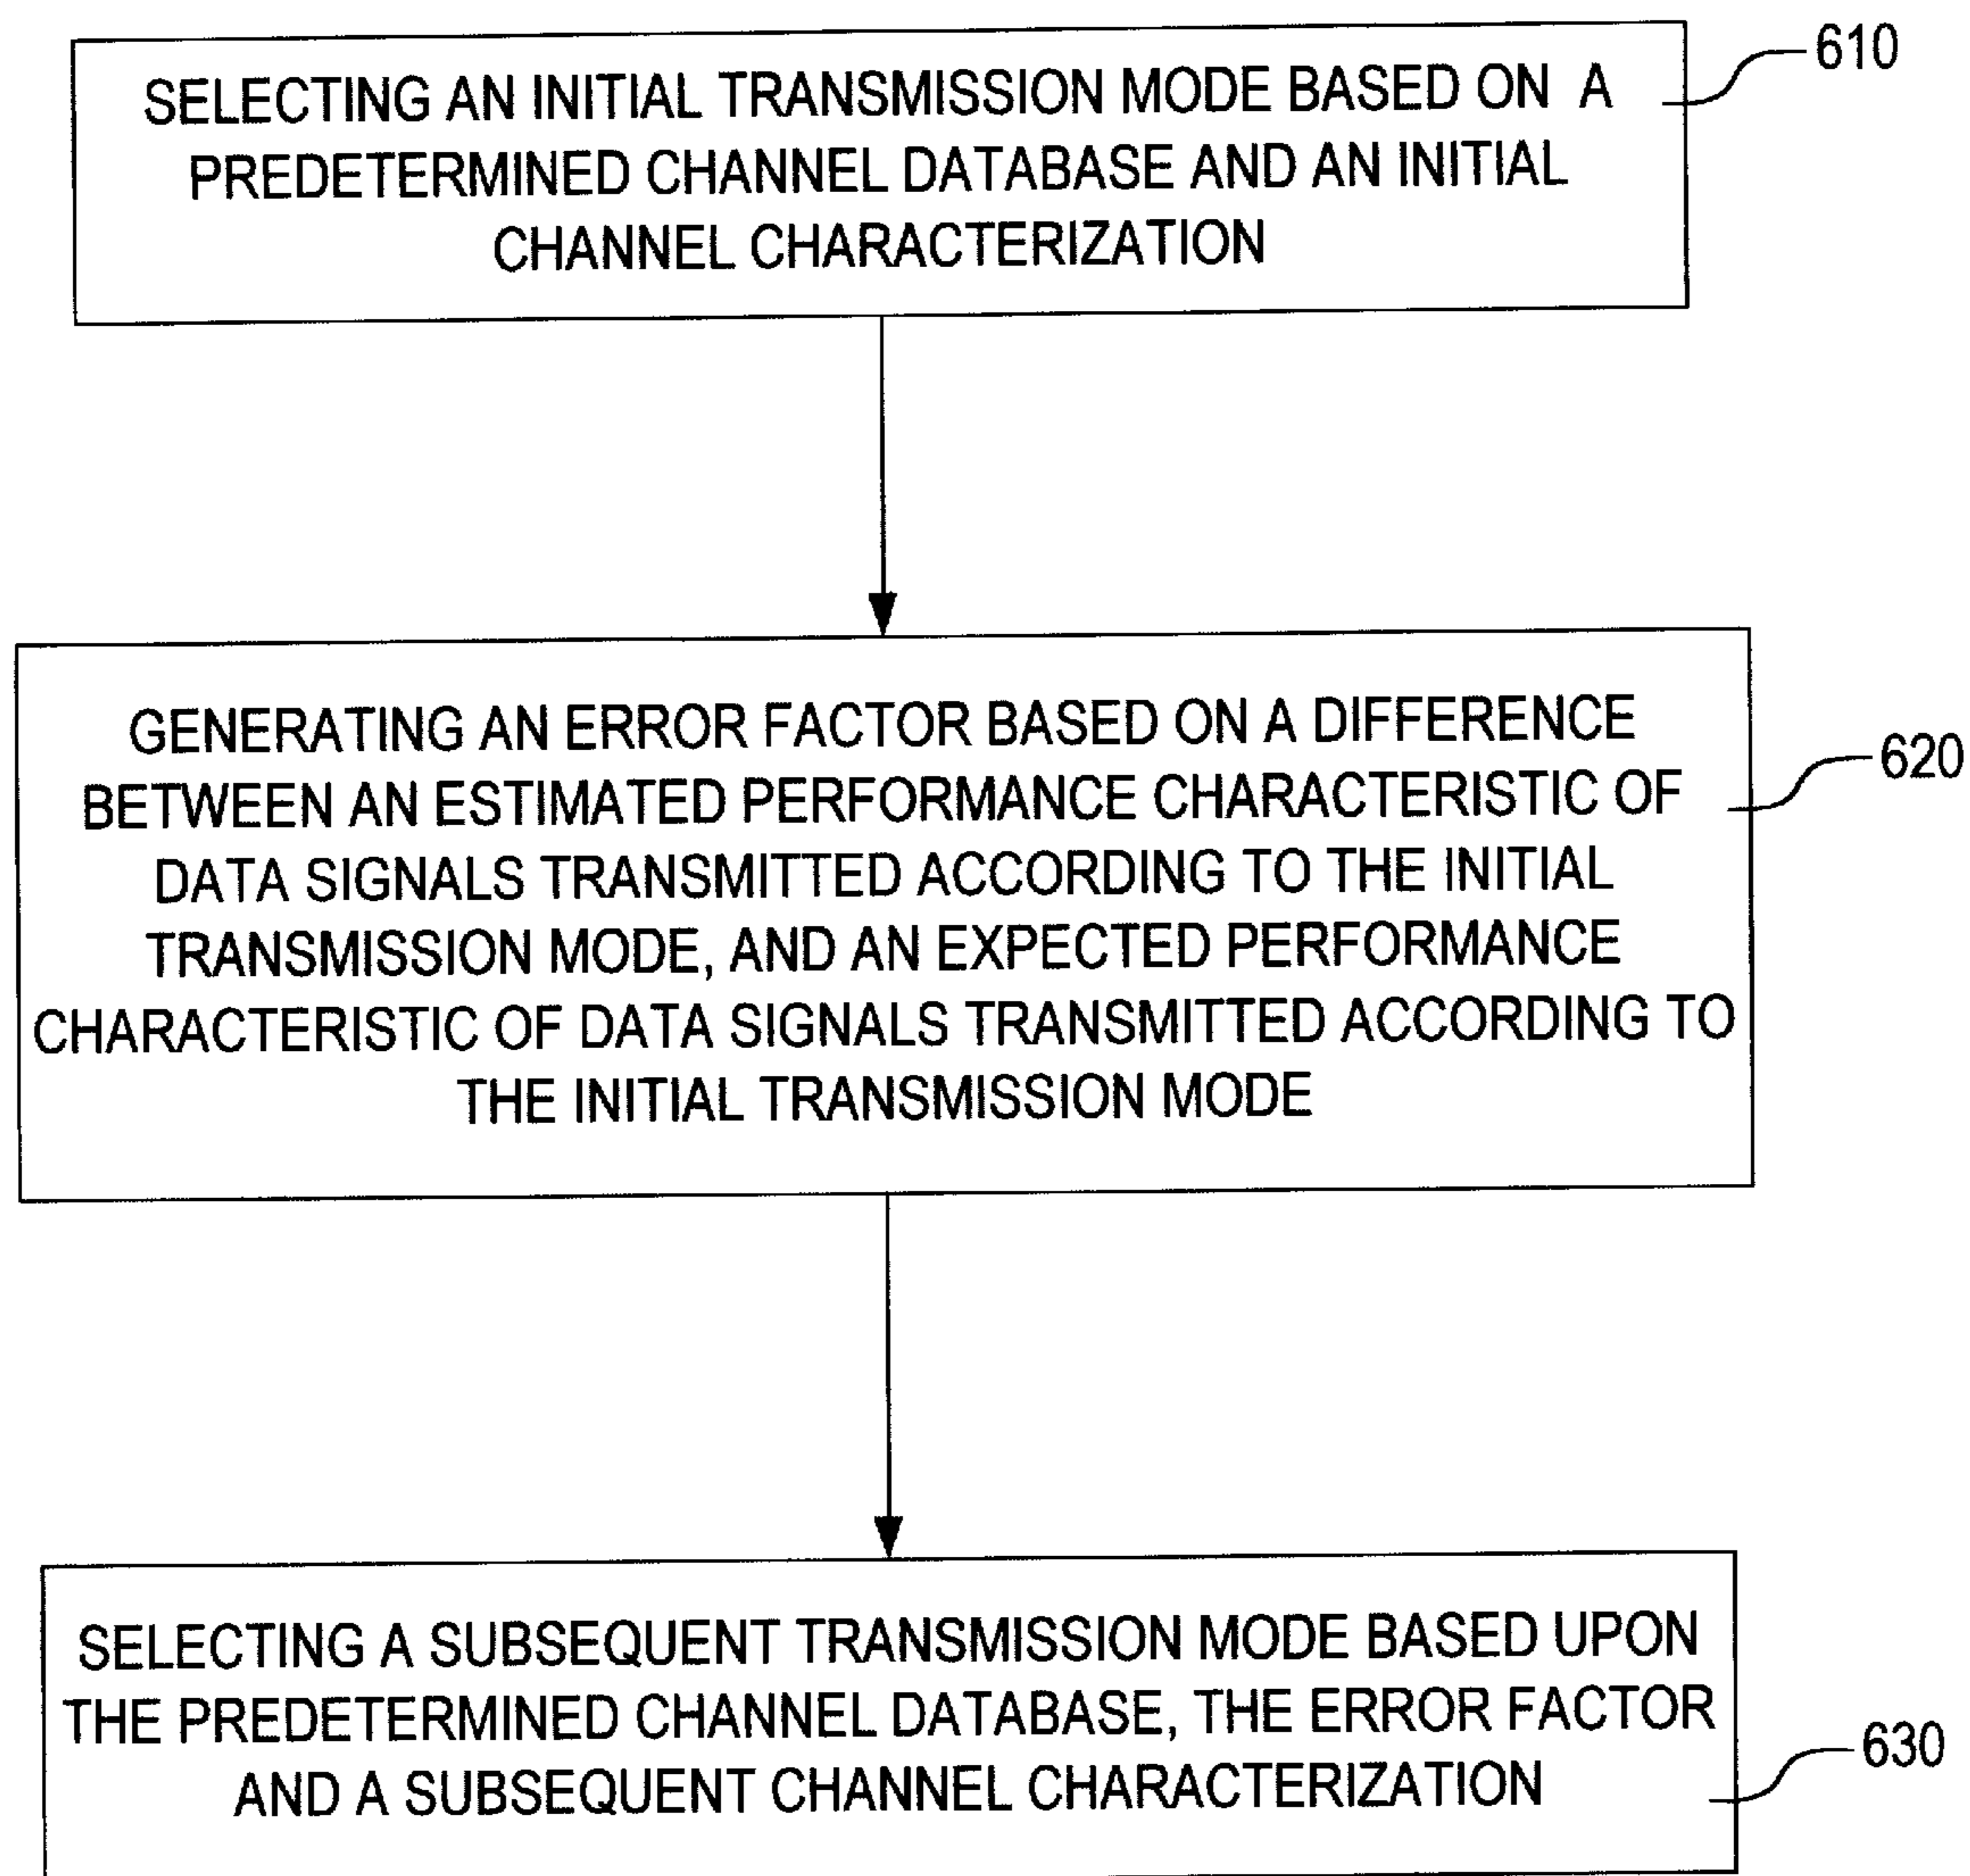 SELECTING AN INITIAL TRANSMISSION MODE BASED ON A
PREDETERMINED CHANNEL DATABASE AND AN INITIAL
CHANNEL CHARACTERIZATION
610
GENERATING AN ERROR FACTOR BASED ON A DIFFERENCE
BETWEEN AN ESTIMATED PERFORMANCE CHARACTERISTIC OF
DATA SIGNALS TRANSMITTED ACCORDING TO THE INITIAL
TRANSMISSION MODE, AND AN EXPECTED PERFORMANCE
CHARACTERISTIC OF DATA SIGNALS TRANSMITTED ACCORDING TO
THE INITIAL TRANSMISSION MODE
620
SELECTING A SUBSEQUENT TRANSMISSION MODE BASED UPON
THE PREDETERMINED CHANNEL DATABASE, THE ERROR FACTOR
AND A SUBSEQUENT CHANNEL CHARACTERIZATION
630